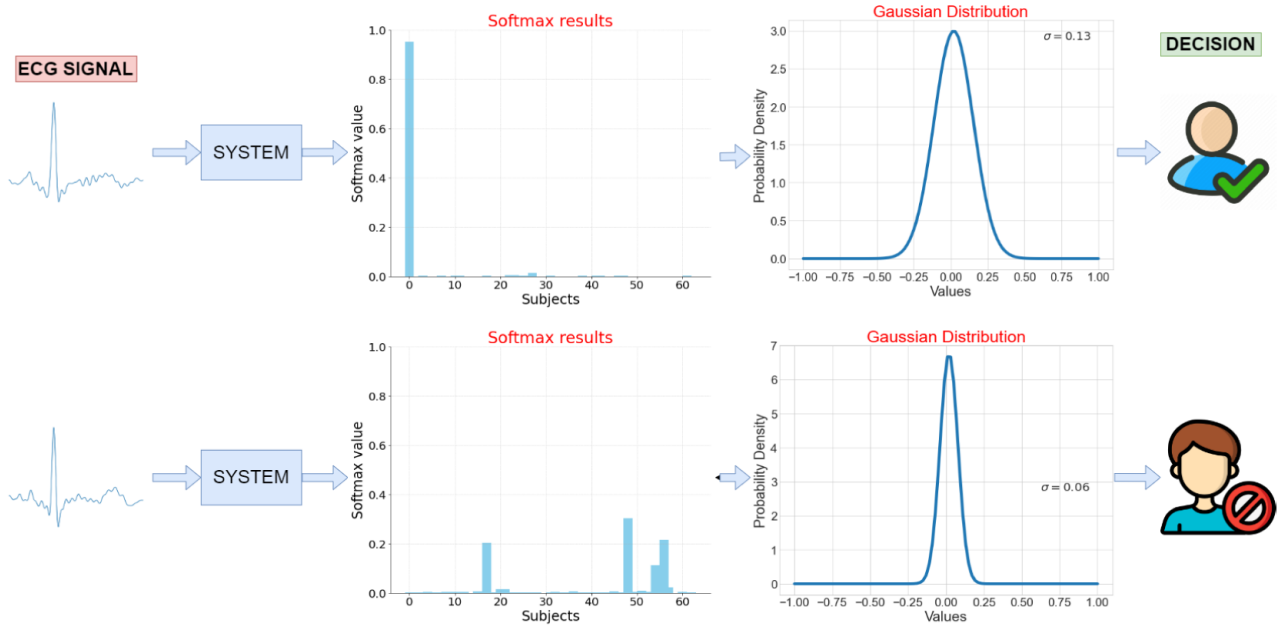 ECG SIGNAL
SYSTEM
Softmax results
Softmax value
1.0
0.8
0.6
0.4
0.2
0.0
0 10 20 30 40 50 60
Subjects
Gaussian Distribution
σ = 0.13
Probability Density
3.0
2.5
2.0
1.5
1.0
0.5
0.0
−1.00 −0.75 −0.50 −0.25 0.00 0.25 0.50 0.75 1.00
Values
DECISION
SYSTEM
Softmax results
Softmax value
1.0
0.8
0.6
0.4
0.2
0.0
0 10 20 30 40 50 60
Subjects
Gaussian Distribution
σ = 0.06
Probability Density
7
6
5
4
3
2
1
0
−1.00 −0.75 −0.50 −0.25 0.00 0.25 0.50 0.75 1.00
Values